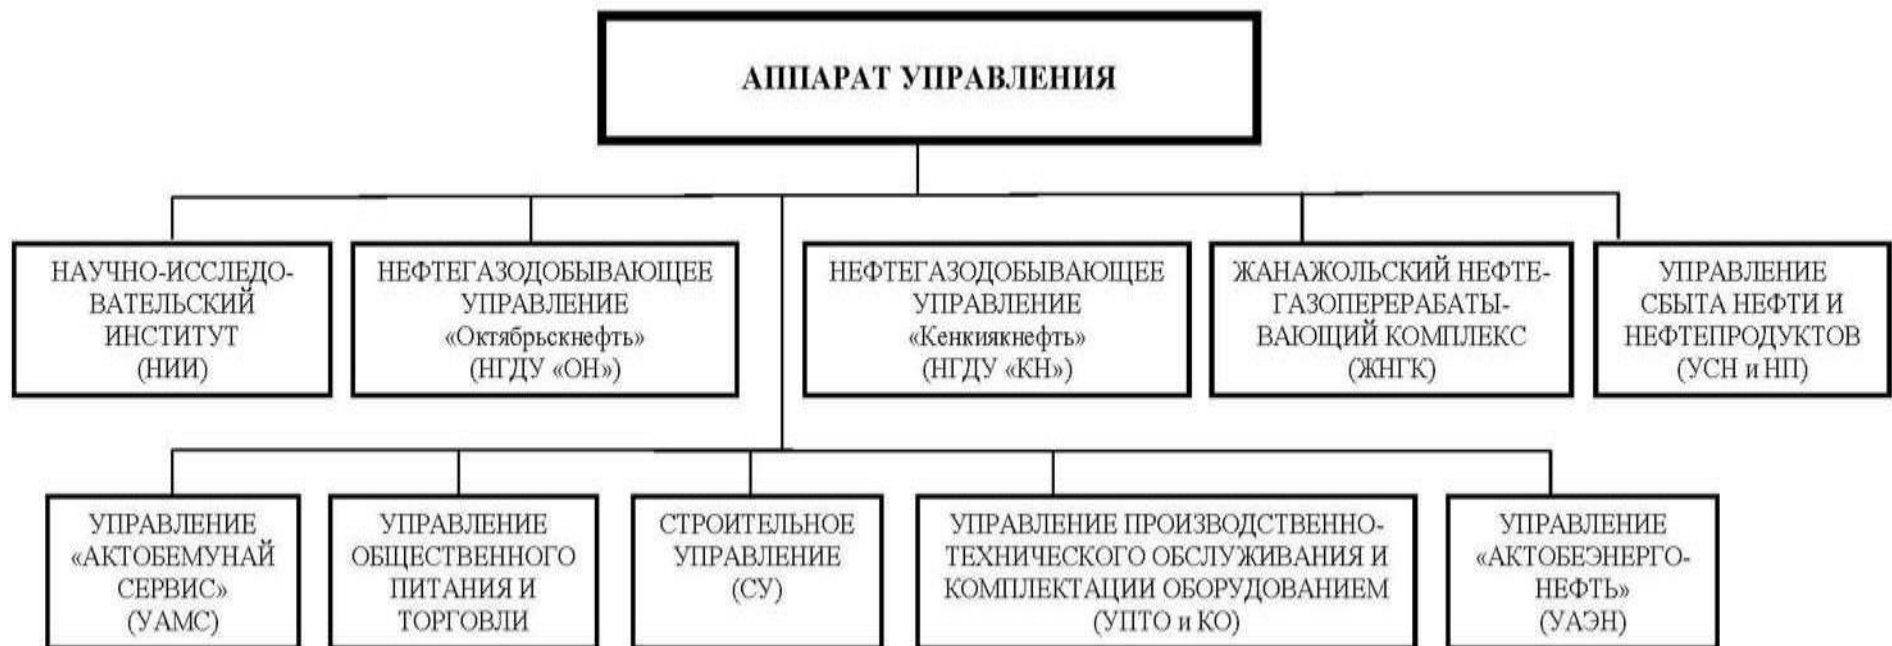 АППАРАТ УПРАВЛЕНИЯ
НАУЧНО-ИССЛЕДО-
ВАТЕЛЬСКИЙ
ИНСТИТУТ
(НИИ)
НЕФТЕГАЗОДОБЫВАЮЩЕЕ
УПРАВЛЕНИЕ
«Октябрьскнефть»
(НГДУ «ОН»)
НЕФТЕГАЗОДОБЫВАЮЩЕЕ
УПРАВЛЕНИЕ
«Кенкиякнефть»
(НГДУ «КН»)
ЖАНАЖОЛЬСКИЙ НЕФТЕ-
ГАЗОПЕРЕРАБАТЫ-
ВАЮЩИЙ КОМПЛЕКС
(ЖНГК)
УПРАВЛЕНИЕ
СБЫТА НЕФТИ И
НЕФТЕПРОДУКТОВ
(УСН и НП)
УПРАВЛЕНИЕ
«АКТОБЕМУНАЙ
СЕРВИС»
(УАМС)
УПРАВЛЕНИЕ
ОБЩЕСТВЕННОГО
ПИТАНИЯ И
ТОРГОВЛИ
СТРОИТЕЛЬНОЕ
УПРАВЛЕНИЕ
(СУ)
УПРАВЛЕНИЕ ПРОИЗВОДСТВЕННО-
ТЕХНИЧЕСКОГО ОБСЛУЖИВАНИЯ И
КОМПЛЕКТАЦИИ ОБОРУДОВАНИЕМ
(УПТО и КО)
УПРАВЛЕНИЕ
«АКТОБЕЭНЕРГО-
НЕФТЬ»
(УАЭН)